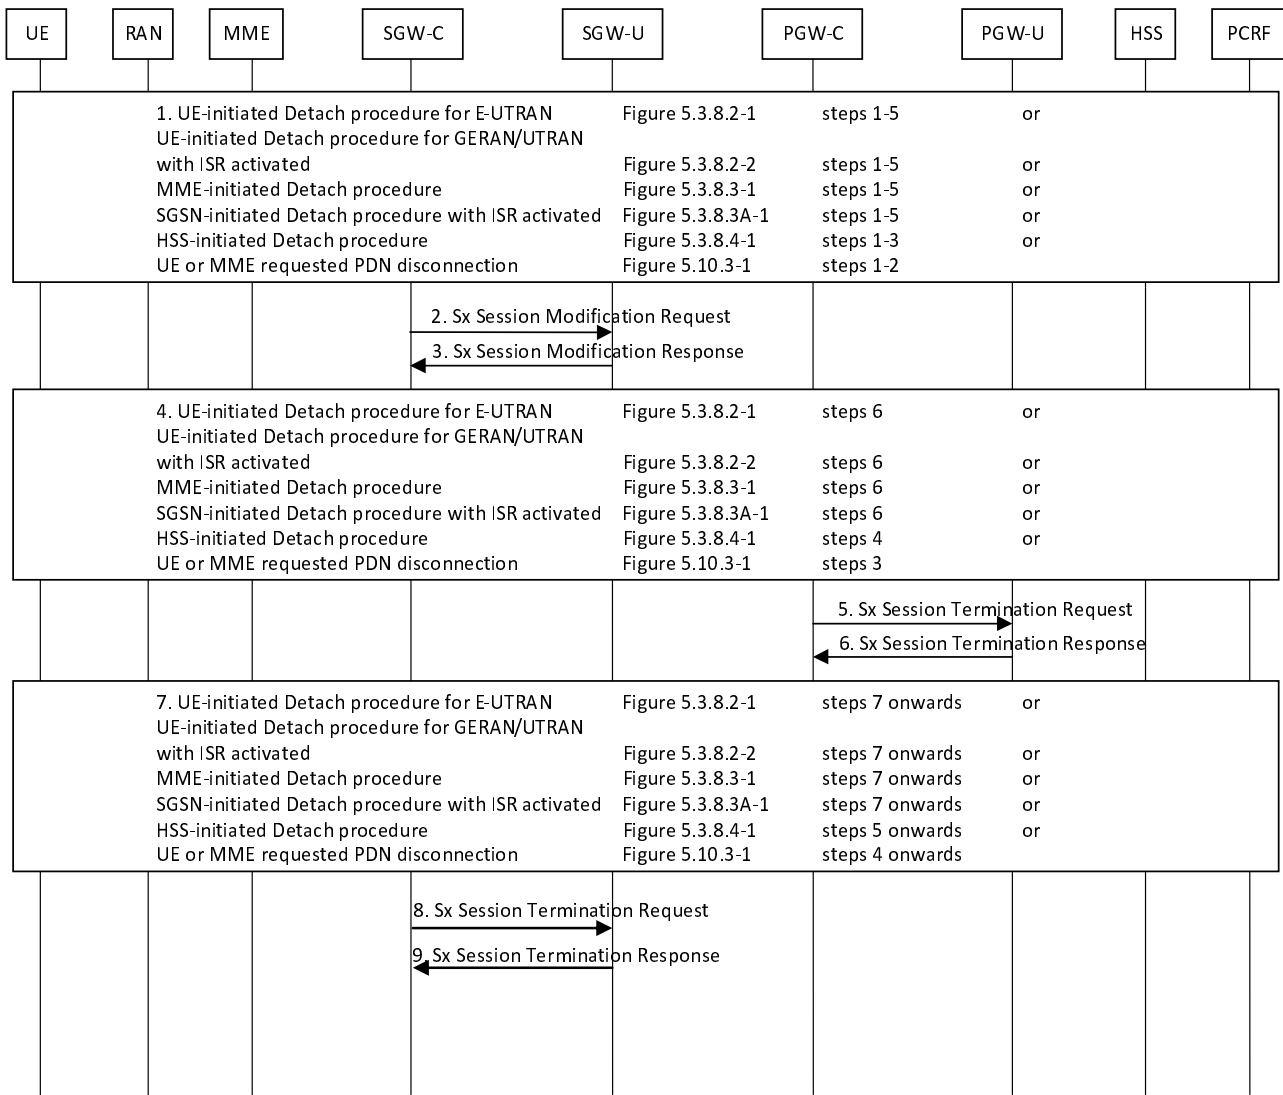 UE RAN MME SGW-C SGW-U PGW-C PGW-U HSS PCRF
1. UE-initiated Detach procedure for E-UTRAN Figure 5.3.8.2-1 steps 1-5 or
UE-initiated Detach procedure for GERAN/UTRAN
with ISR activated Figure 5.3.8.2-2 steps 1-5 or
MME-initiated Detach procedure Figure 5.3.8.3-1 steps 1-5 or
SGSN-initiated Detach procedure with ISR activated Figure 5.3.8.3A-1 steps 1-5 or
HSS-initiated Detach procedure Figure 5.3.8.4-1 steps 1-3 or
UE or MME requested PDN disconnection Figure 5.10.3-1 steps 1-2
2. Sx Session Modification Request
3. Sx Session Modification Response
4. UE-initiated Detach procedure for E-UTRAN Figure 5.3.8.2-1 steps 6 or
UE-initiated Detach procedure for GERAN/UTRAN
with ISR activated Figure 5.3.8.2-2 steps 6 or
MME-initiated Detach procedure Figure 5.3.8.3-1 steps 6 or
SGSN-initiated Detach procedure with ISR activated Figure 5.3.8.3A-1 steps 6 or
HSS-initiated Detach procedure Figure 5.3.8.4-1 steps 4 or
UE or MME requested PDN disconnection Figure 5.10.3-1 steps 3
5. Sx Session Termination Request
6. Sx Session Termination Response
7. UE-initiated Detach procedure for E-UTRAN Figure 5.3.8.2-1 steps 7 onwards or
UE-initiated Detach procedure for GERAN/UTRAN
with ISR activated Figure 5.3.8.2-2 steps 7 onwards or
MME-initiated Detach procedure Figure 5.3.8.3-1 steps 7 onwards or
SGSN-initiated Detach procedure with ISR activated Figure 5.3.8.3A-1 steps 7 onwards or
HSS-initiated Detach procedure Figure 5.3.8.4-1 steps 5 onwards or
UE or MME requested PDN disconnection Figure 5.10.3-1 steps 4 onwards
8. Sx Session Termination Request
9. Sx Session Termination Response